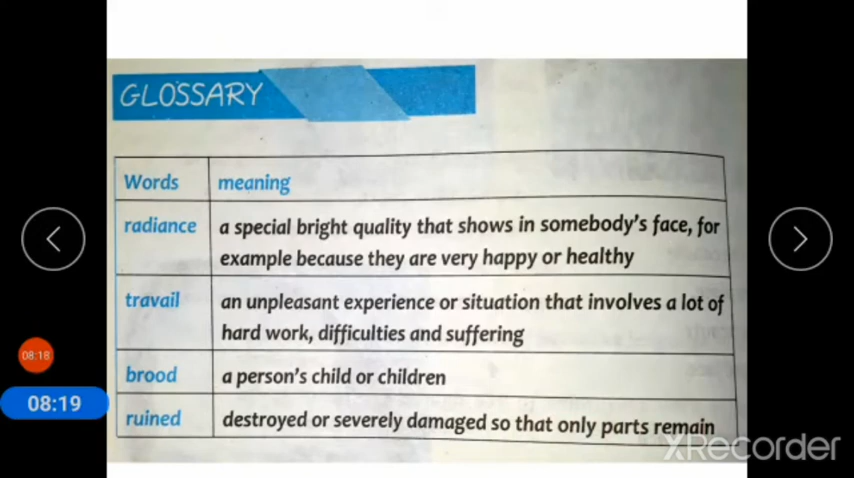 GLOSSARY
Words meaning
radiance a special bright quality that shows in somebody's face, for
example because they are very happy or healthy
travail an unpleasant experience or situation that involves a lot of
hard work, difficulties and suffering
brood a person's child or children
ruined destroyed or severely damaged so that only parts remain
08:18
08:19
XRecorder